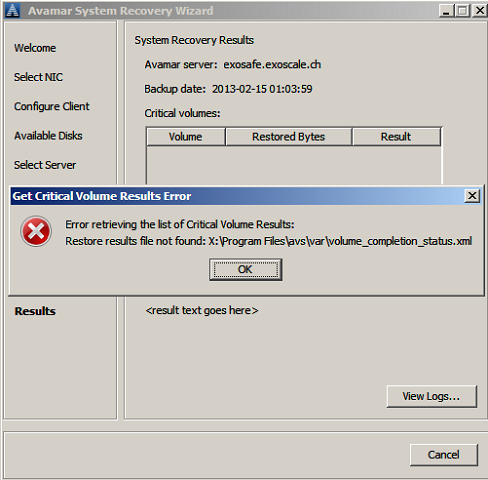 Avamar System Recovery Wizard
Welcome
Select NIC
Configure Client
Available Disks
Select Server
System Recovery Results
Avamar server: exosafe.exoscale.ch
Backup date: 2013-02-15 01:03:59
Critical volumes:
Volume Restored Bytes Result
Get Critical Volume Results Error
Error retrieving the list of Critical Volume Results:
Restore results file not found: X:\Program Files\avs\var\volume_completion_status.xml
OK
Results
<result text goes here>
View Logs...
Cancel